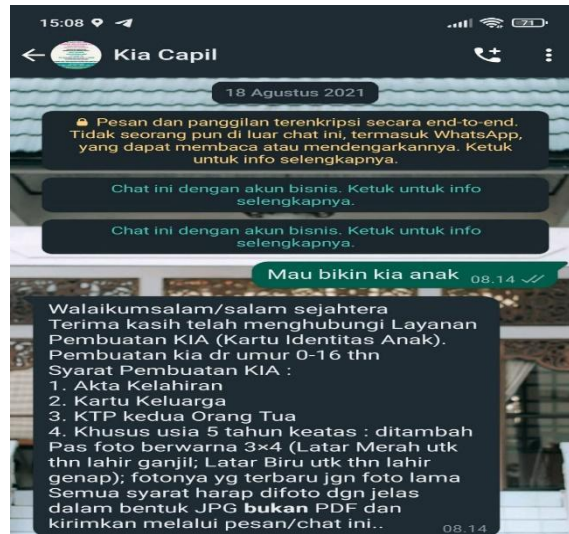 15:08
71
Kia Capil
18 Agustus 2021
Pesan dan panggilan terenkripsi secara end-to-end.
Tidak seorang pun di luar chat ini, termasuk WhatsApp,
yang dapat membaca atau mendengarkannya. Ketuk
untuk info selengkapnya.
Chat ini dengan akun bisnis. Ketuk untuk info
selengkapnya.
Chat ini dengan akun bisnis. Ketuk untuk info
selengkapnya.
Mau bikin kia anak 08.14
Walaikumsalam/salam sejahtera
Terima kasih telah menghubungi Layanan
Pembuatan KIA (Kartu Identitas Anak).
Pembuatan kia dr umur 0-16 thn
Syarat Pembuatan KIA :
1. Akta Kelahiran
2. Kartu Keluarga
3. KTP kedua Orang Tua
4. Khusus usia 5 tahun keatas : ditambah
Pas foto berwarna 3×4 (Latar Merah utk
thn lahir ganjil; Latar Biru utk thn lahir
genap); fotonya yg terbaru jgn foto lama
Semua syarat harap difoto dgn jelas
dalam bentuk JPG bukan PDF dan
kirimkan melalui pesan/chat ini..
08.14